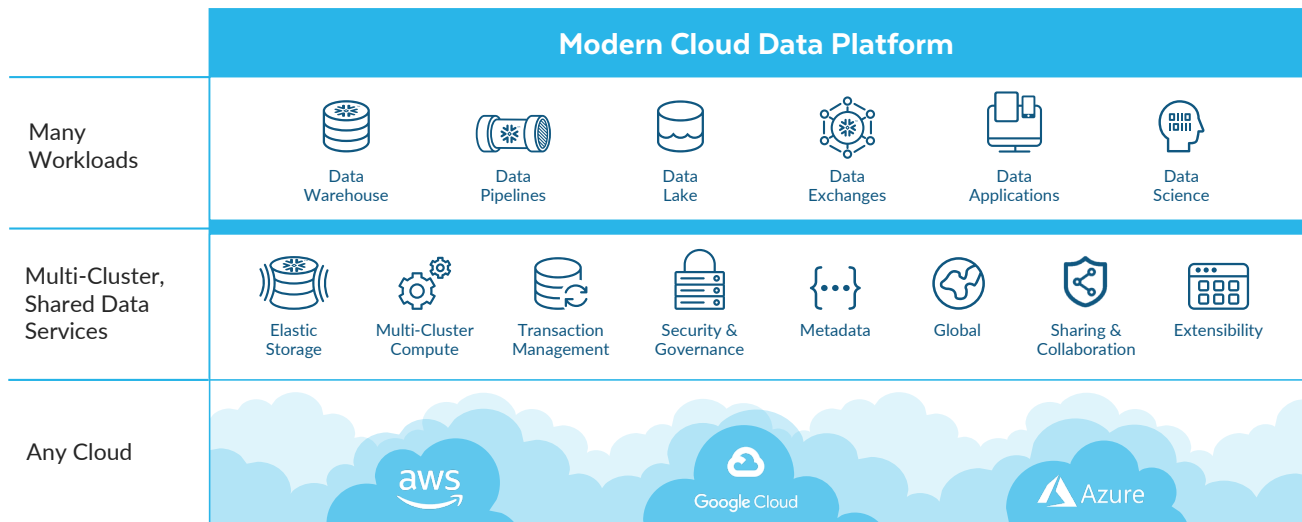 Modern Cloud Data Platform
Many
Workloads
Data
Warehouse
Data
Pipelines
Data
Lake
Data
Exchanges
Data
Applications
0110
10111
Data
Science
Multi-Cluster,
Shared Data
Services
Elastic
Storage
Multi-Cluster
Compute
Transaction
Management
Security &
Governance
{···}
Metadata
Global
Sharing &
Collaboration
Extensibility
Any Cloud
aws
Google Cloud
Azure